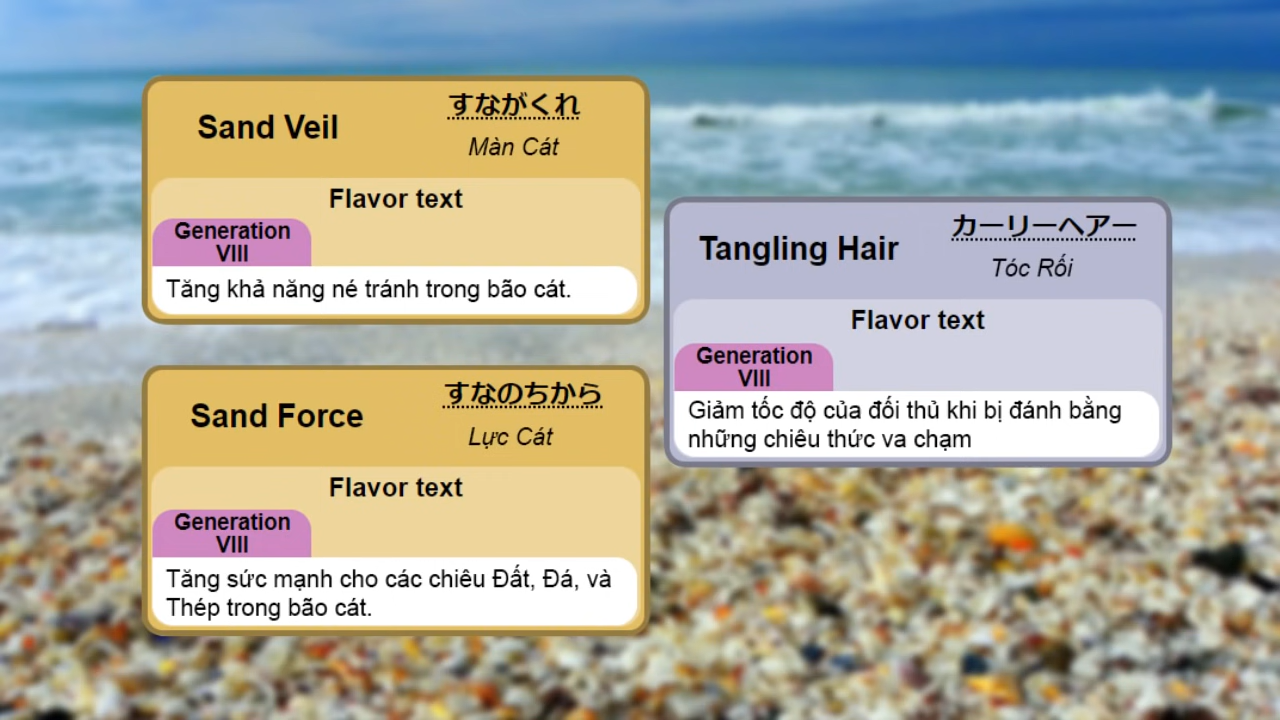 Sand Veil
すながくれ
Màn Cát
Flavor text
Generation
VIII
Tăng khả năng né tránh trong bão cát.
Sand Force
すなのちから
Lực Cát
Flavor text
Generation
VIII
Tăng sức mạnh cho các chiêu Đất, Đá, và
Thép trong bão cát.
Tangling Hair
カーリーヘアー
Tóc Rối
Flavor text
Generation
VIII
Giảm tốc độ của đối thủ khi bị đánh bằng
những chiêu thức va chạm